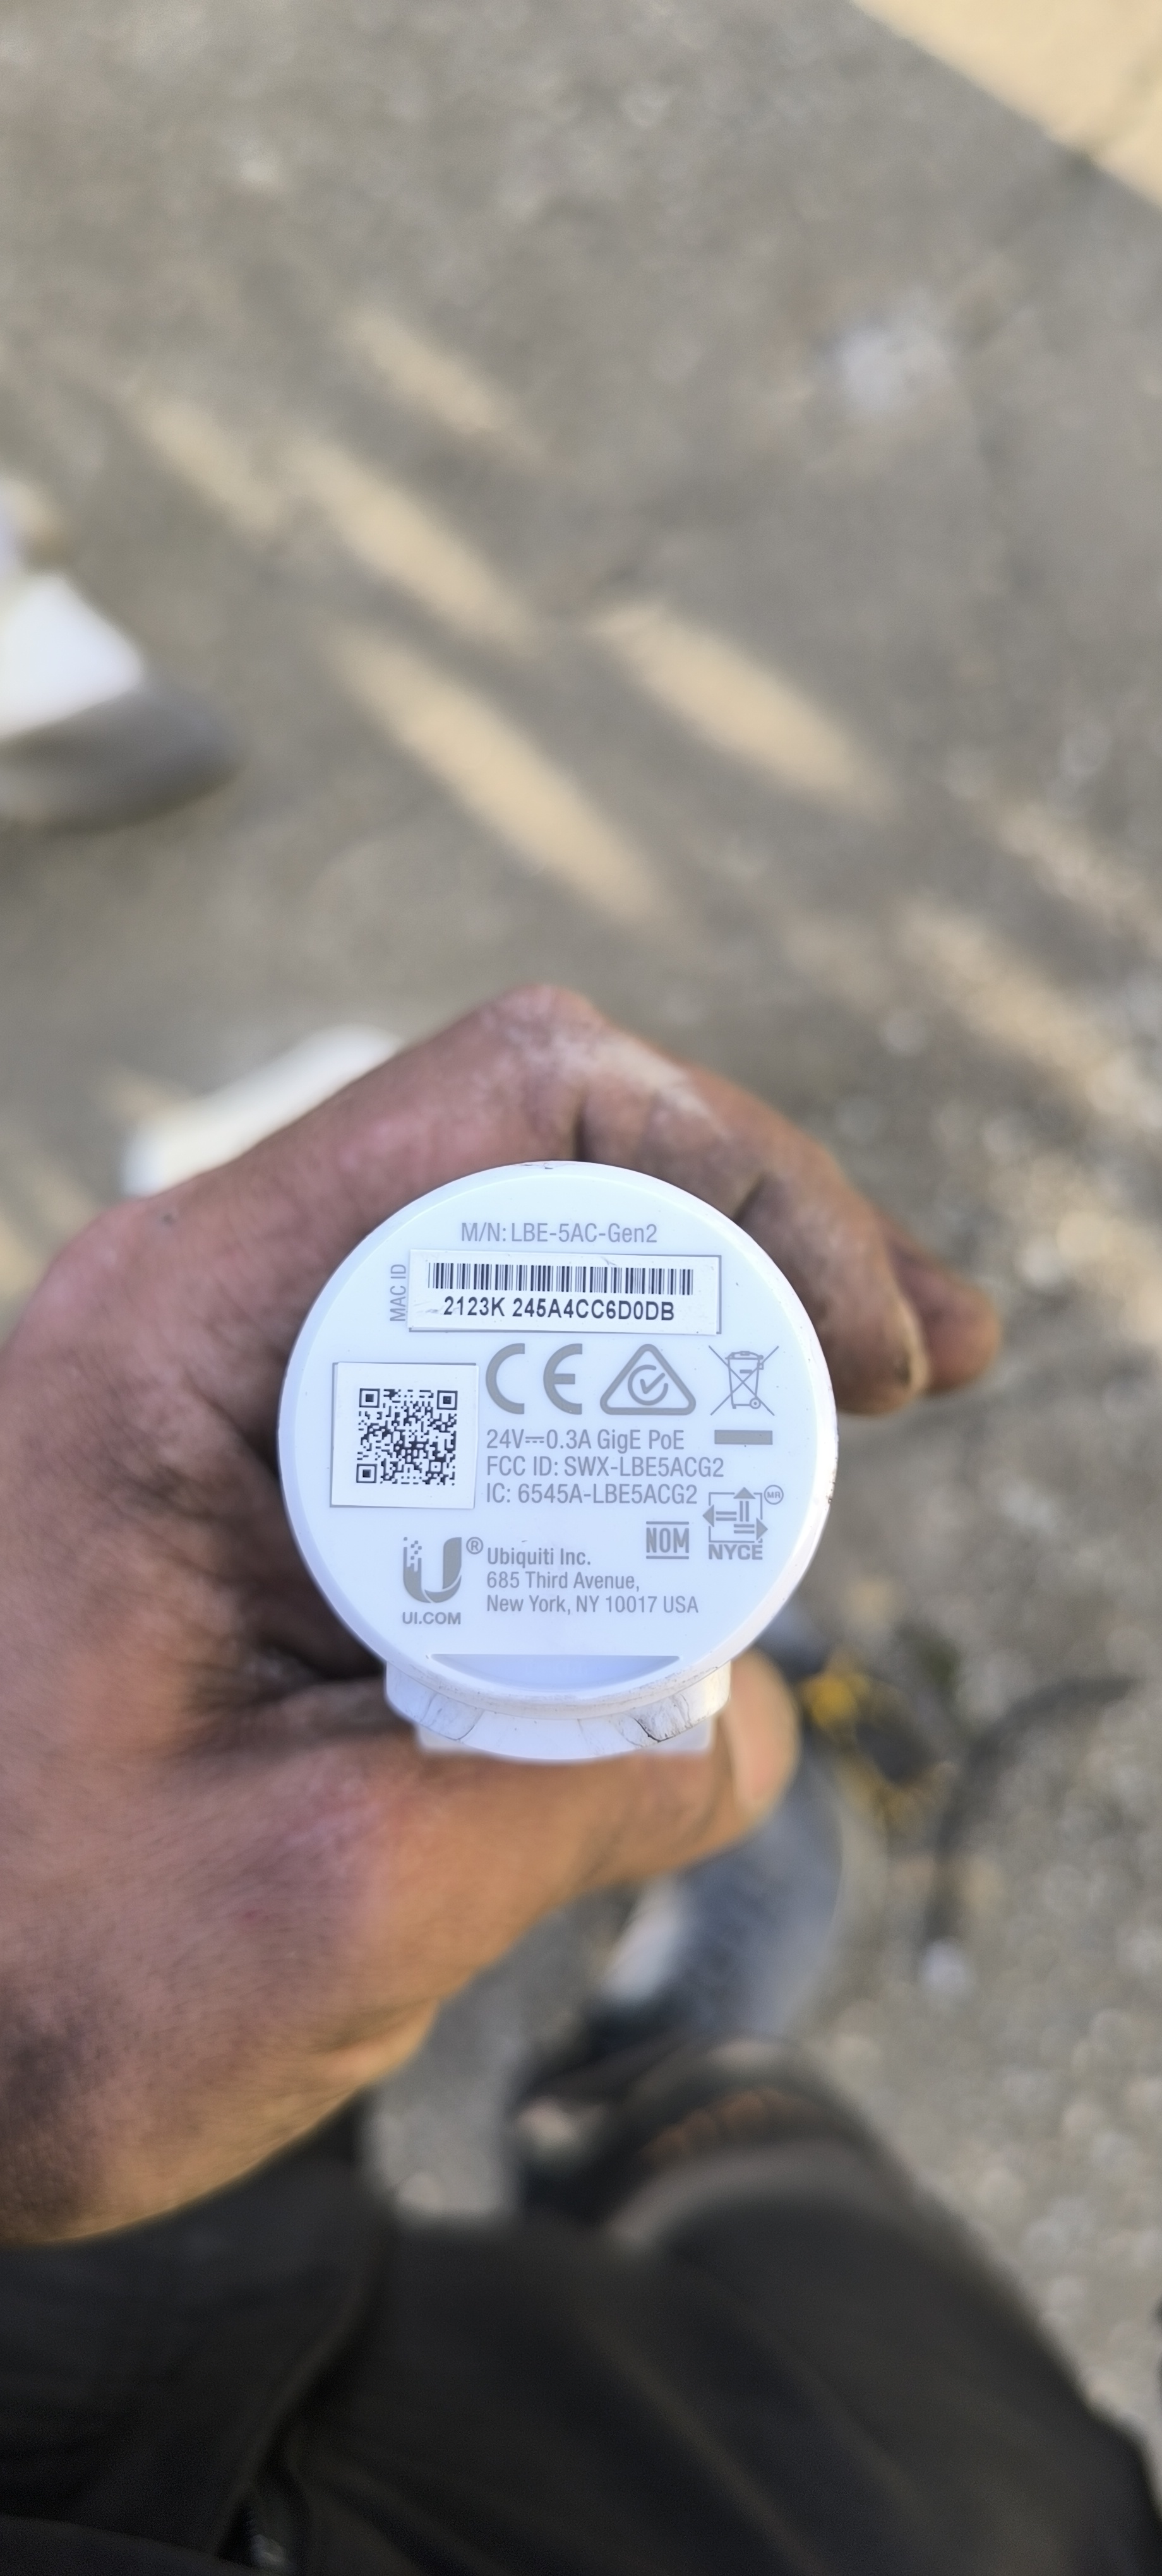 M/N: LBE-5AC-Gen2
MAC ID
2123K 245A4CC6D0DB
24V⎓0.3A GigE PoE
FCC ID: SWX-LBE5ACG2
IC: 6545A-LBE5ACG2
MR
NOM
NYCE
®
Ubiquiti Inc.
685 Third Avenue,
New York, NY 10017 USA
UI.COM